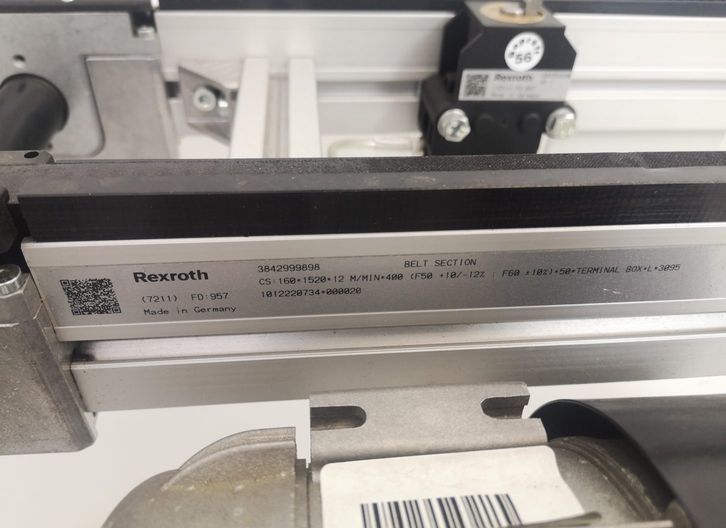 56
Rexroth
Rexroth
3842999898 BELT SECTION
CS:160*1520*12 M/MIN*400 (F50 +10/-12% ; F60 ±10%)*50*TERMINAL BOX*L*3095
(7211) FD:957
1012220734*000020
Made in Germany